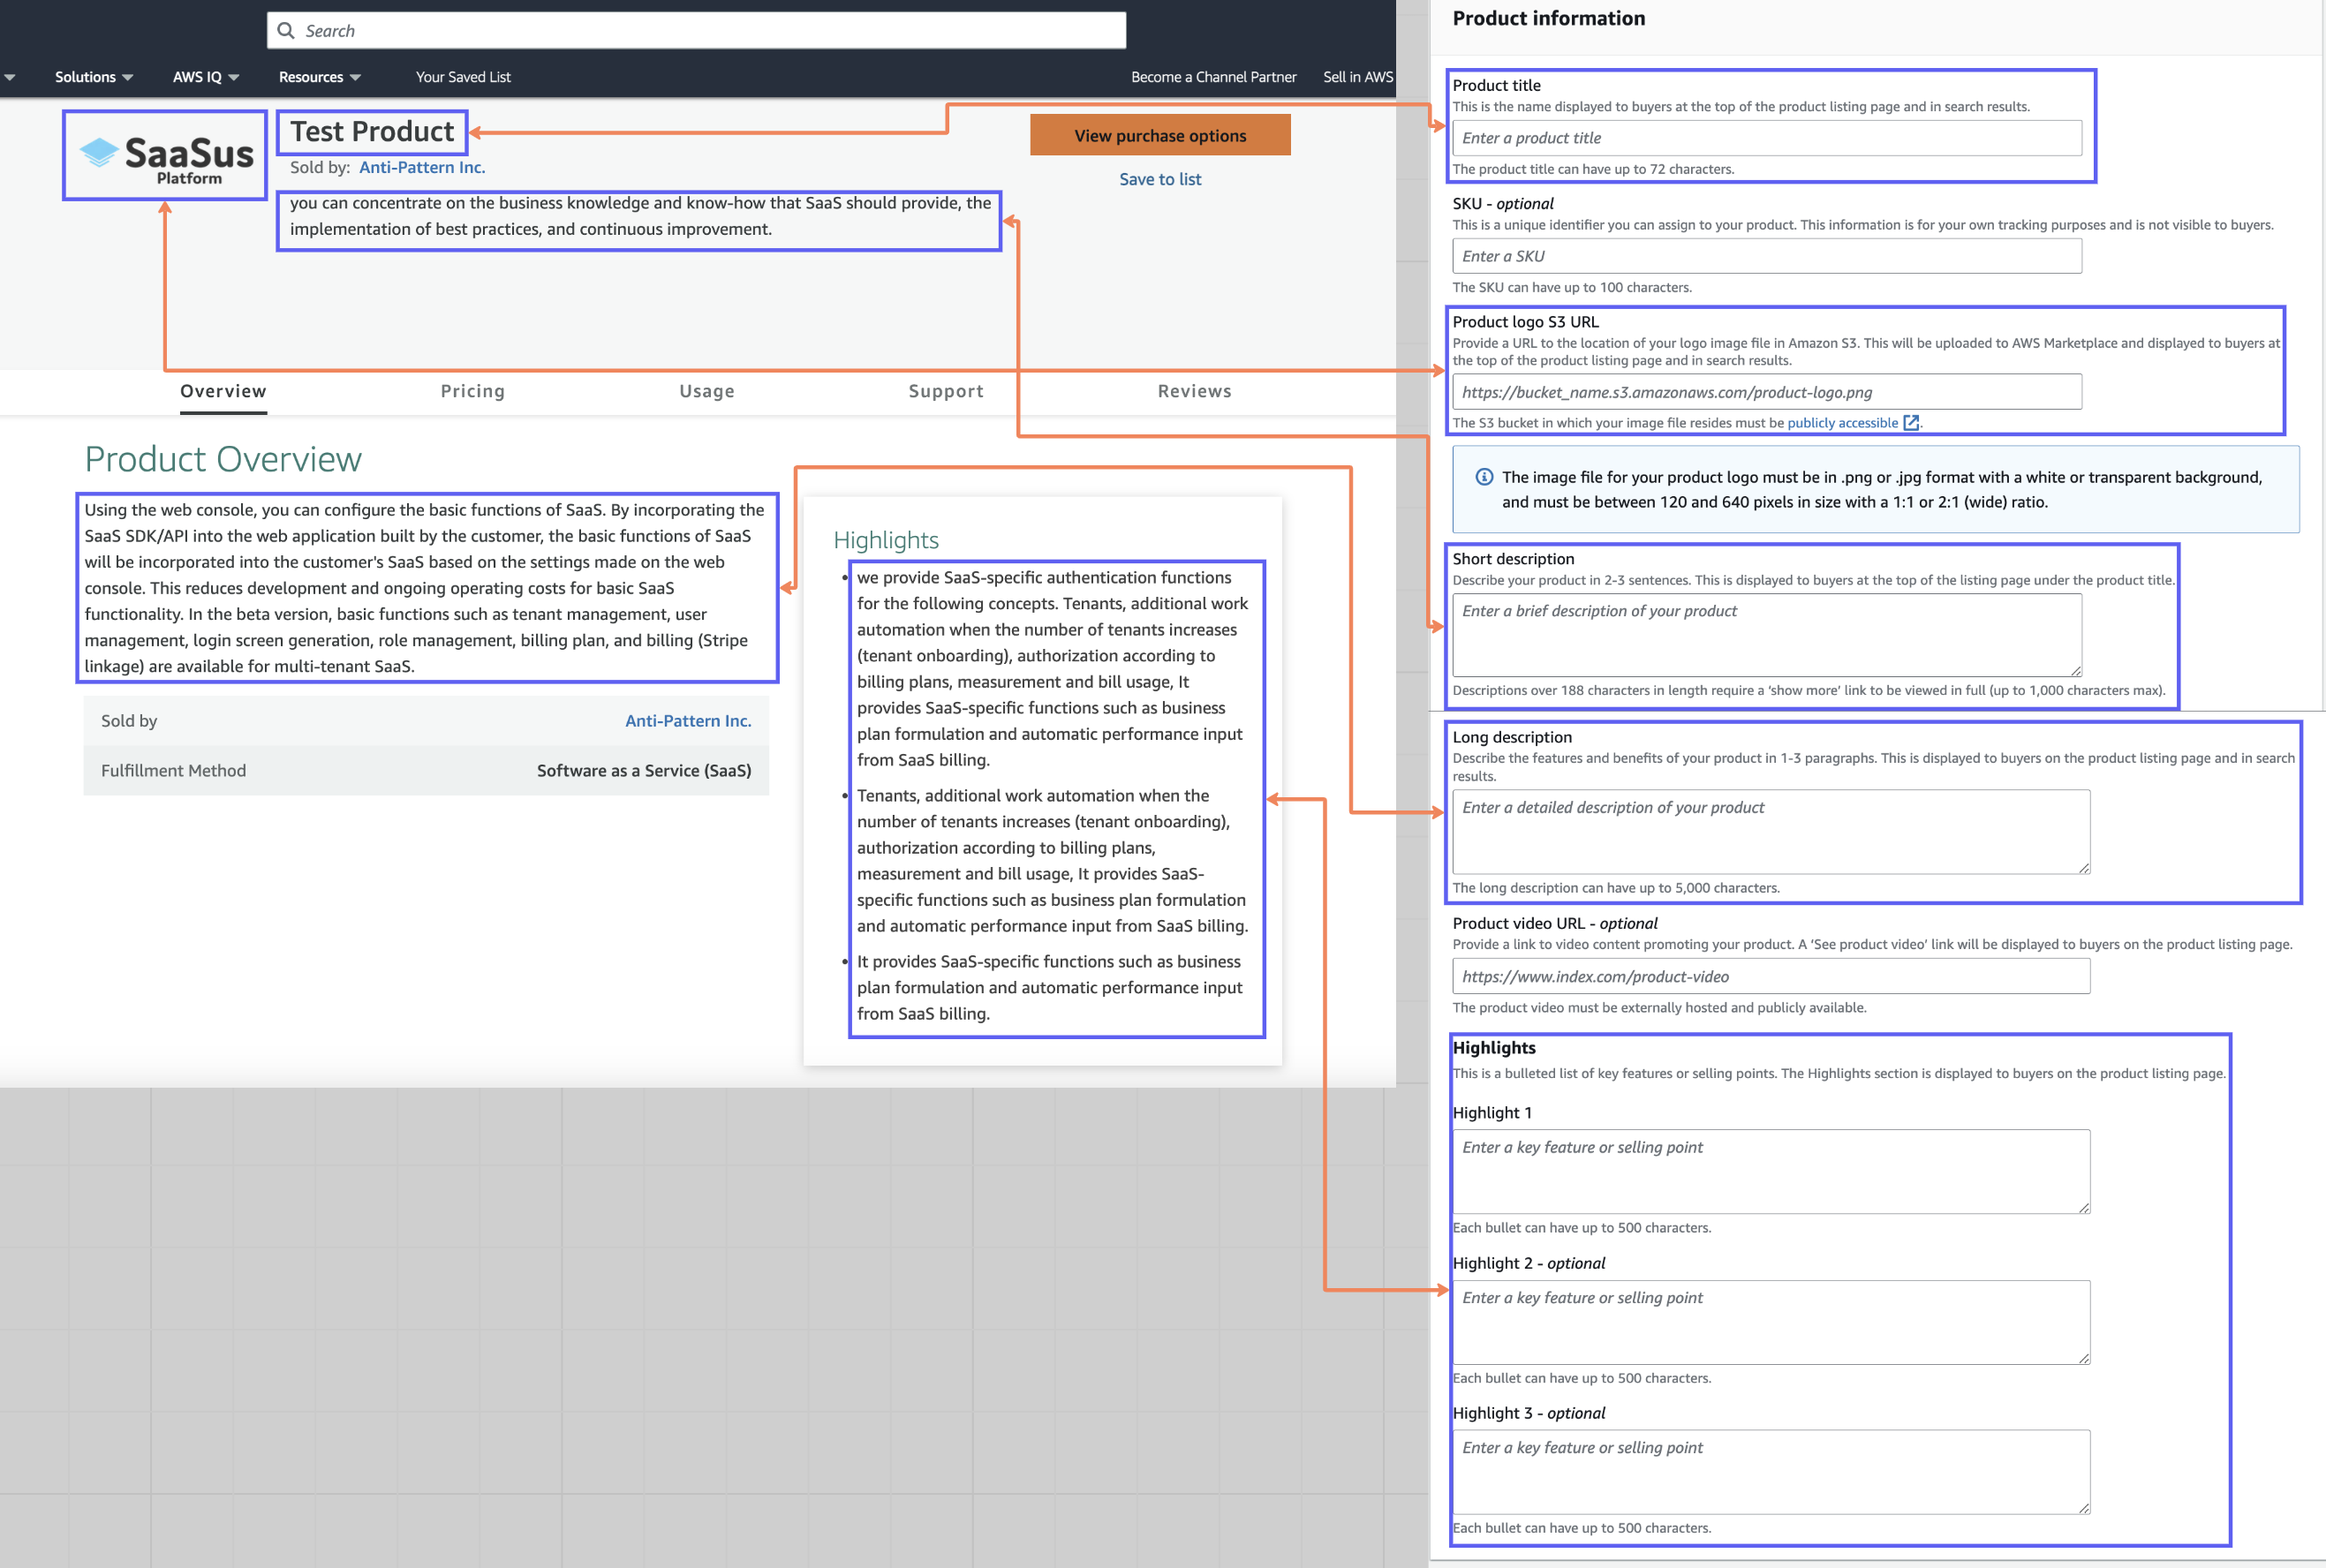 Search
Solutions
AWS IQ
Resources
Your Saved List
Become a Channel Partner
Sell in AWS
SaaSus
Platform
Test Product
Sold by: Anti-Pattern Inc.
you can concentrate on the business knowledge and know-how that SaaS should provide, the
implementation of best practices, and continuous improvement.
View purchase options
Save to list
Overview
Pricing
Usage
Support
Reviews
Product Overview
Using the web console, you can configure the basic functions of SaaS. By incorporating the
SaaS SDK/API into the web application built by the customer, the basic functions of SaaS
will be incorporated into the customer's SaaS based on the settings made on the web
console. This reduces development and ongoing operating costs for basic SaaS
functionality. In the beta version, basic functions such as tenant management, user
management, login screen generation, role management, billing plan, and billing (Stripe
linkage) are available for multi-tenant SaaS.
Sold by Anti-Pattern Inc.
Fulfillment Method Software as a Service (SaaS)
Highlights
• we provide SaaS-specific authentication functions
for the following concepts. Tenants, additional work
automation when the number of tenants increases
(tenant onboarding), authorization according to
billing plans, measurement and bill usage, It
provides SaaS-specific functions such as business
plan formulation and automatic performance input
from SaaS billing.
• Tenants, additional work automation when the
number of tenants increases (tenant onboarding),
authorization according to billing plans,
measurement and bill usage, It provides SaaS-
specific functions such as business plan formulation
and automatic performance input from SaaS billing.
• It provides SaaS-specific functions such as business
plan formulation and automatic performance input
from SaaS billing.
Product information
Product title
This is the name displayed to buyers at the top of the product listing page and in search results.
Enter a product title
The product title can have up to 72 characters.
SKU - optional
This is a unique identifier you can assign to your product. This information is for your own tracking purposes and is not visible to buyers.
Enter a SKU
The SKU can have up to 100 characters.
Product logo S3 URL
Provide a URL to the location of your logo image file in Amazon S3. This will be uploaded to AWS Marketplace and displayed to buyers at
the top of the product listing page and in search results.
https://bucket_name.s3.amazonaws.com/product-logo.png
The S3 bucket in which your image file resides must be publicly accessible.
The image file for your product logo must be in .png or .jpg format with a white or transparent background,
and must be between 120 and 640 pixels in size with a 1:1 or 2:1 (wide) ratio.
Short description
Describe your product in 2-3 sentences. This is displayed to buyers at the top of the listing page under the product title.
Enter a brief description of your product
Descriptions over 188 characters in length require a ‘show more’ link to be viewed in full (up to 1,000 characters max).
Long description
Describe the features and benefits of your product in 1-3 paragraphs. This is displayed to buyers on the product listing page and in search
results.
Enter a detailed description of your product
The long description can have up to 5,000 characters.
Product video URL - optional
Provide a link to video content promoting your product. A ‘See product video’ link will be displayed to buyers on the product listing page.
https://www.index.com/product-video
The product video must be externally hosted and publicly available.
Highlights
This is a bulleted list of key features or selling points. The Highlights section is displayed to buyers on the product listing page.
Highlight 1
Enter a key feature or selling point
Each bullet can have up to 500 characters.
Highlight 2 - optional
Enter a key feature or selling point
Each bullet can have up to 500 characters.
Highlight 3 - optional
Enter a key feature or selling point
Each bullet can have up to 500 characters.